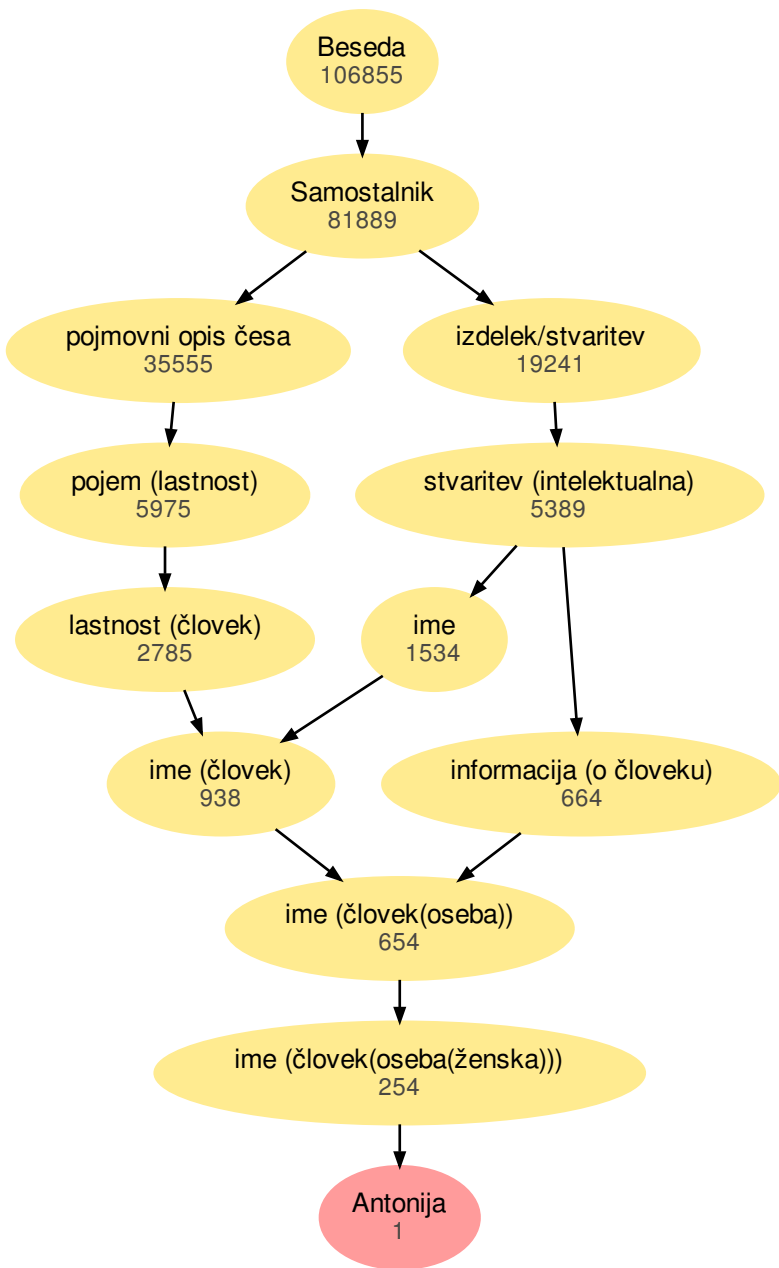 Beseda
106855
Samostalnik
81889
pojmovni opis česa
35555
izdelek/stvaritev
19241
pojem (lastnost)
5975
stvaritev (intelektualna)
5389
lastnost (človek)
2785
ime
1534
ime (človek)
938
informacija (o človeku)
664
ime (človek(oseba))
654
ime (človek(oseba(ženska)))
254
Antonija
1